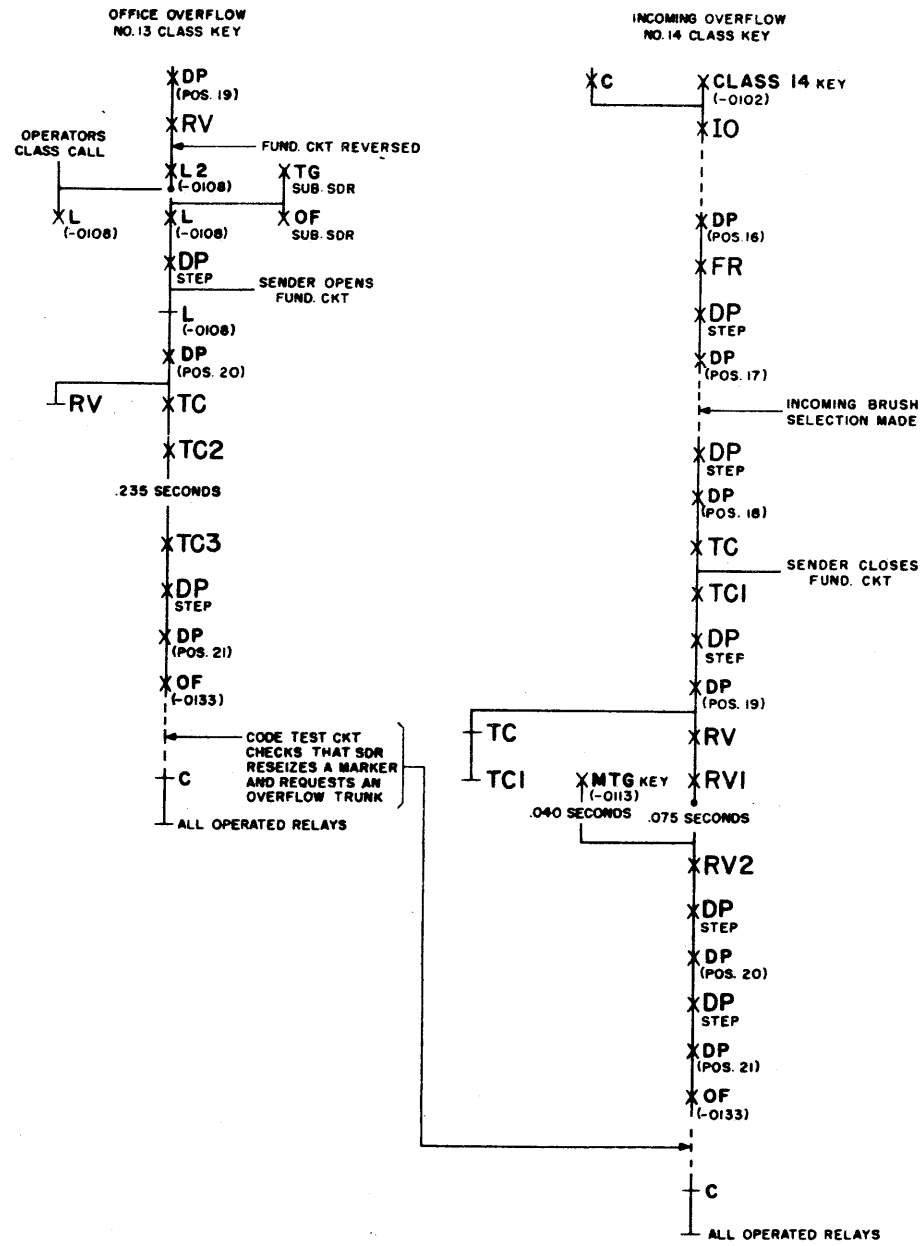 OFFICE OVERFLOW
NO.13 CLASS KEY
DP
(POS. 19)
RV
OPERATORS
CLASS CALL
FUND. CKT REVERSED
L2
(-0108)
TG
SUB. SDR
L
(-0108)
L
(-0108)
OF
SUB. SDR
DP
STEP
SENDER OPENS
FUND. CKT
L
(-0108)
DP
(POS. 20)
RV
TC
TC2
.235 SECONDS
TC3
DP
STEP
DP
(POS. 21)
OF
(-0133)
CODE TEST CKT
CHECKS THAT SDR
RESEIZES A MARKER
AND REQUESTS AN
OVERFLOW TRUNK
C
ALL OPERATED RELAYS
INCOMING OVERFLOW
NO. 14 CLASS KEY
C
CLASS 14 KEY
(-0102)
IO
DP
(POS. 16)
FR
DP
STEP
DP
(POS. 17)
INCOMING BRUSH
SELECTION MADE
DP
STEP
DP
(POS. 18)
TC
SENDER CLOSES
FUND. CKT
TC1
DP
STEP
DP
(POS. 19)
TC
RV
TC1
MTG KEY
(-0113)
RV1
.040 SECONDS
.075 SECONDS
RV2
DP
STEP
DP
(POS. 20)
DP
STEP
DP
(POS. 21)
OF
(-0133)
C
ALL OPERATED RELAYS